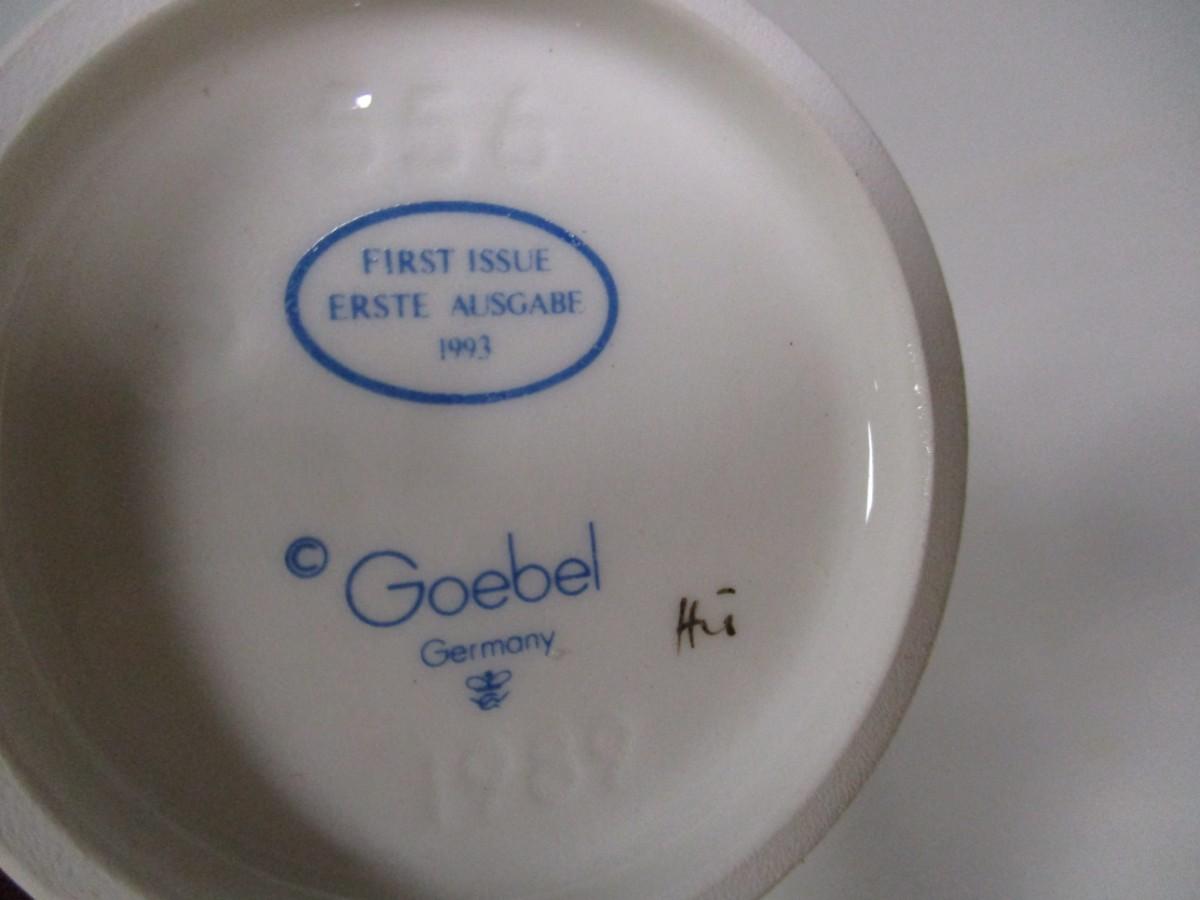 556
FIRST ISSUE
ERSTE AUSGABE
1993
© Goebel
Germany
1989